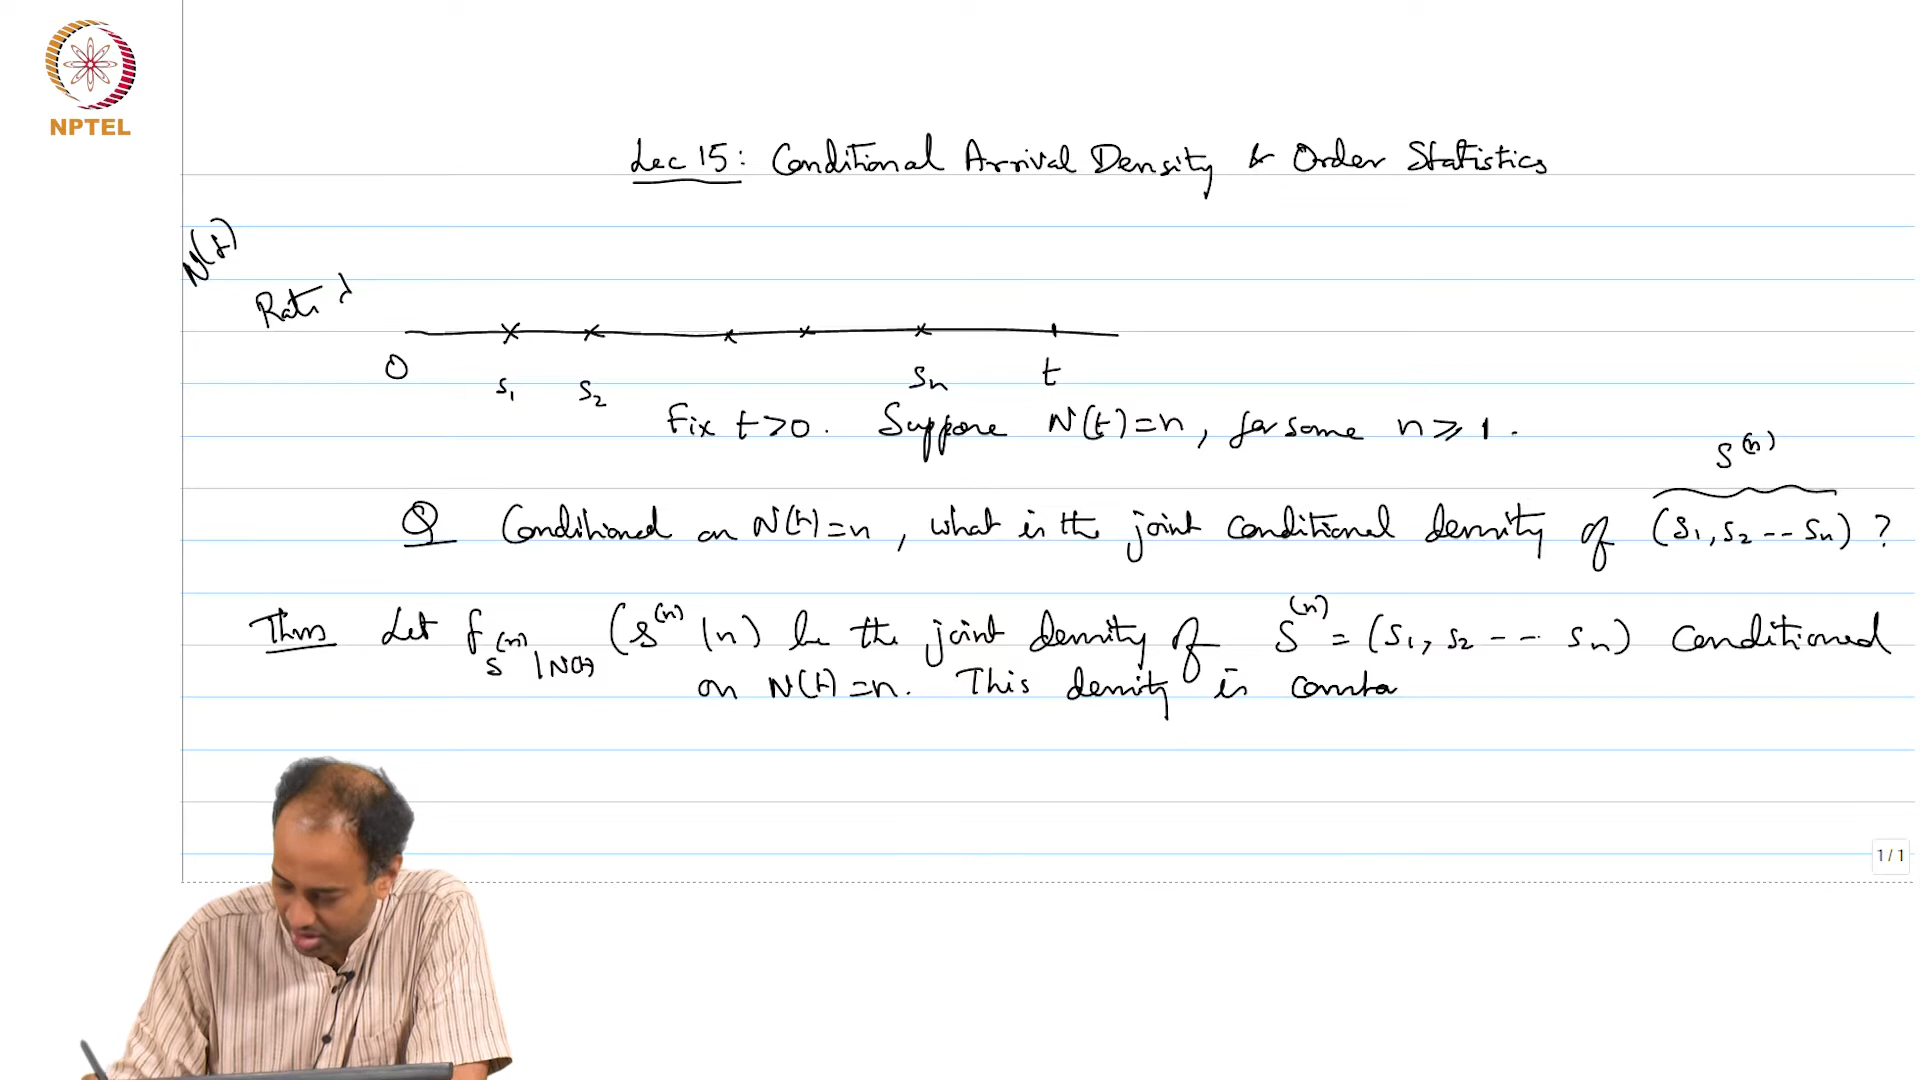 NPTEL
Lec 15: Conditional Arrival Density & Order Statistics
N(t)
Rate λ
0 S₁ S₂ Sₙ t
Fix t>0. Suppose N(t)=n, for some n ≥ 1.
S⁽ⁿ⁾
Q Conditioned on N(t)=n, what is the joint conditional density of (S₁, S₂ -- Sₙ) ?
Thm Let f_{S⁽ⁿ⁾|N(t)} (s⁽ⁿ⁾|n) be the joint density of S⁽ⁿ⁾ = (S₁, S₂ --- Sₙ) conditioned
on N(t)=n. This density is consta
1 / 1